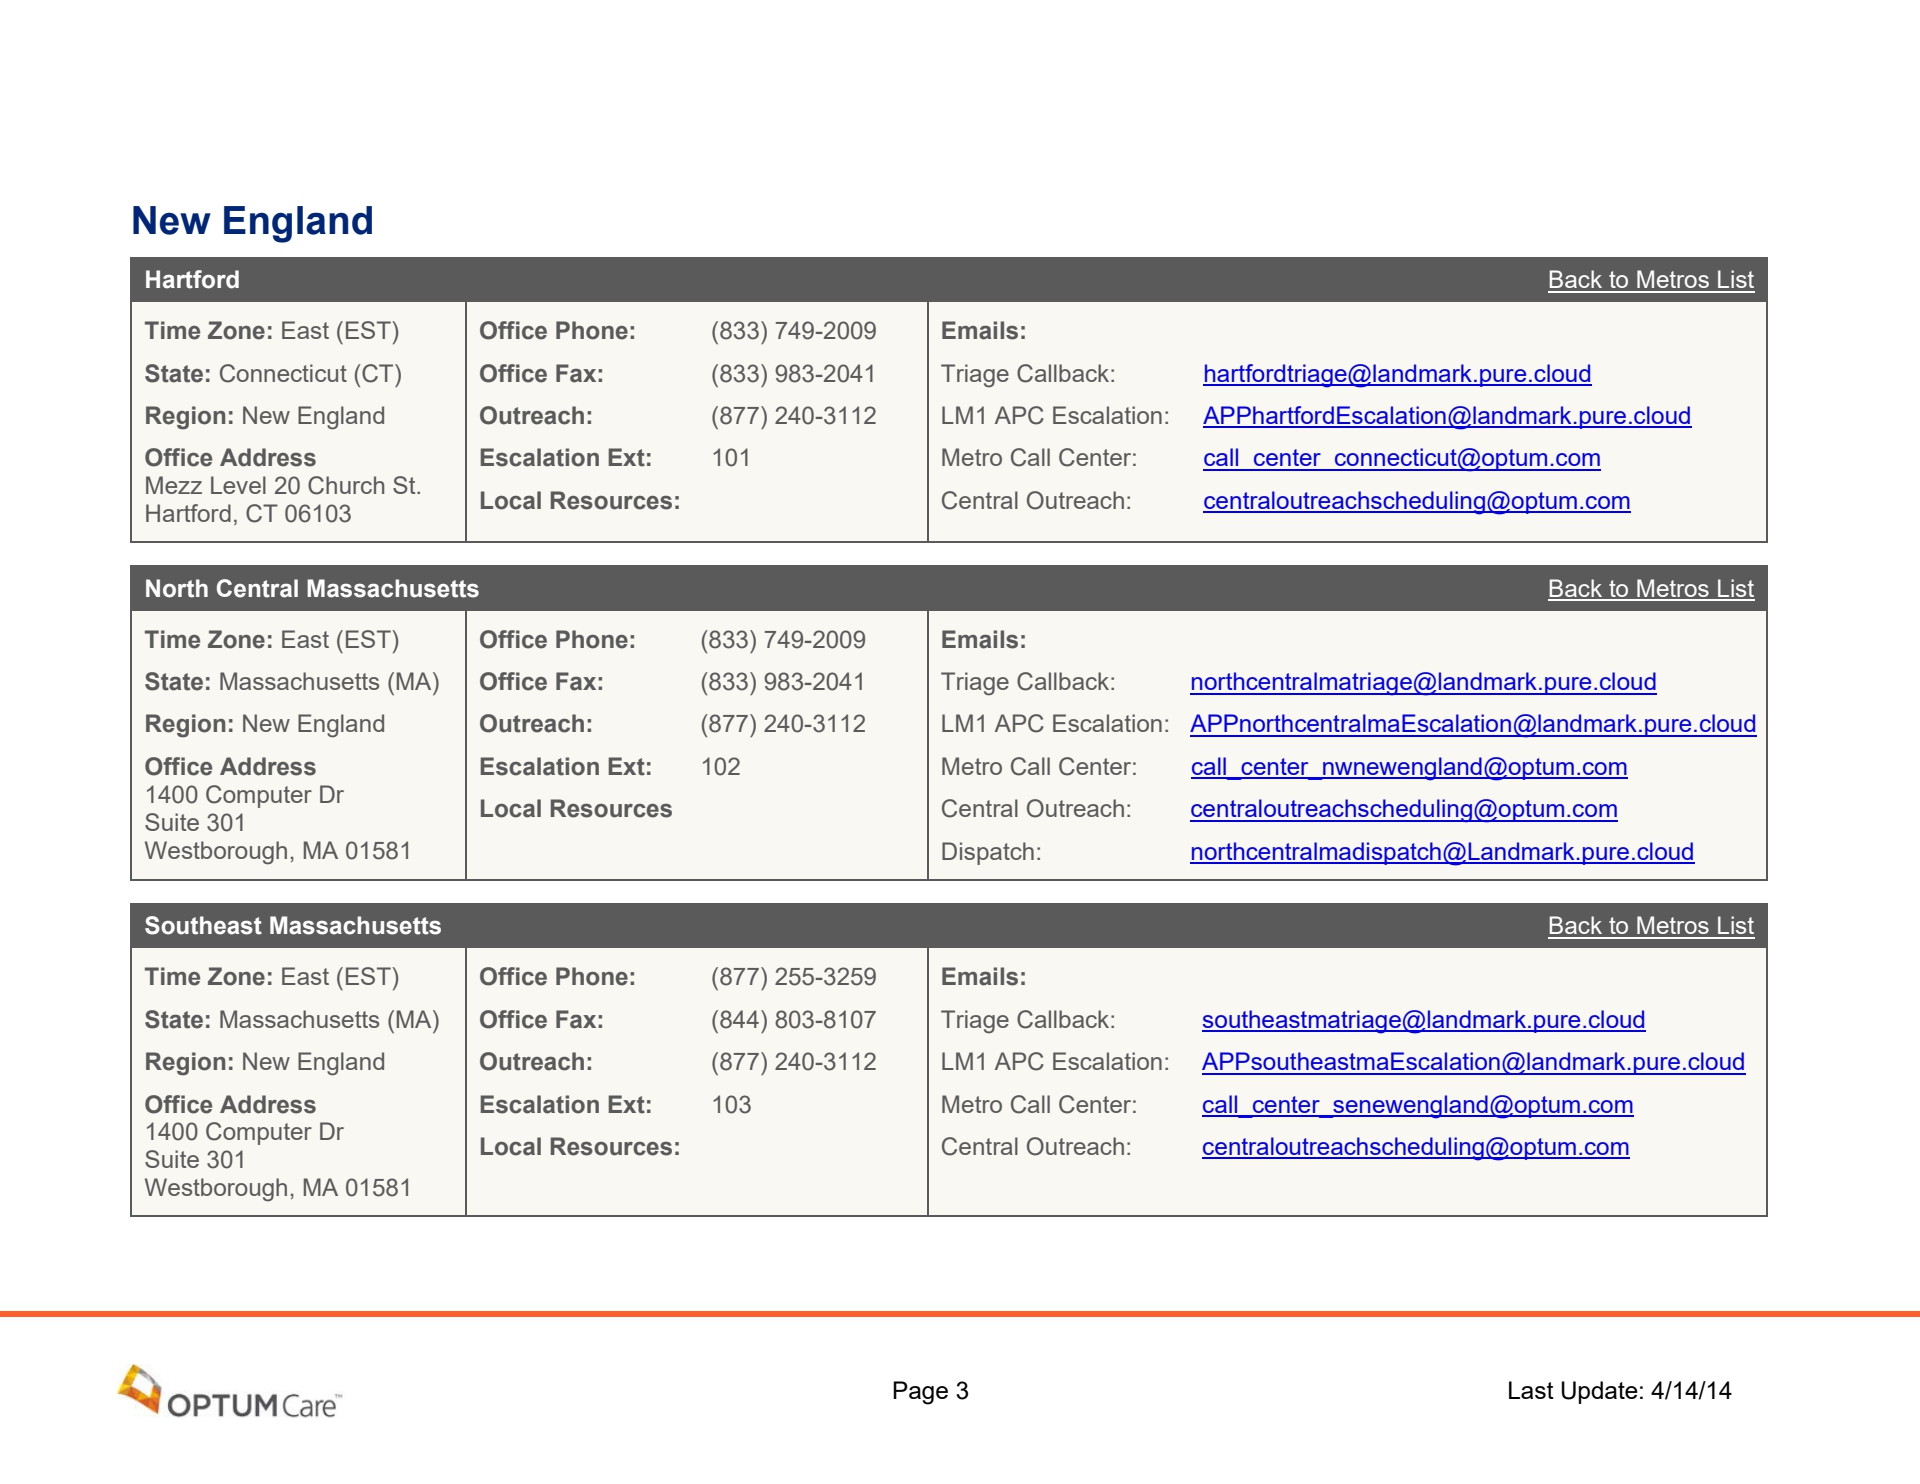 New England
Hartford Back to Metros List
Time Zone: East (EST)
State: Connecticut (CT)
Region: New England
Office Address
Mezz Level 20 Church St.
Hartford, CT 06103
Office Phone: (833) 749-2009
Office Fax: (833) 983-2041
Outreach: (877) 240-3112
Escalation Ext: 101
Local Resources:
Emails:
Triage Callback: hartfordtriage@landmark.pure.cloud
LM1 APC Escalation: APPhartfordEscalation@landmark.pure.cloud
Metro Call Center: call_center_connecticut@optum.com
Central Outreach: centraloutreachscheduling@optum.com
North Central Massachusetts Back to Metros List
Time Zone: East (EST)
State: Massachusetts (MA)
Region: New England
Office Address
1400 Computer Dr
Suite 301
Westborough, MA 01581
Office Phone: (833) 749-2009
Office Fax: (833) 983-2041
Outreach: (877) 240-3112
Escalation Ext: 102
Local Resources
Emails:
Triage Callback: northcentralmatriage@landmark.pure.cloud
LM1 APC Escalation: APPnorthcentralmaEscalation@landmark.pure.cloud
Metro Call Center: call_center_nwnewengland@optum.com
Central Outreach: centraloutreachscheduling@optum.com
Dispatch: northcentralmadispatch@Landmark.pure.cloud
Southeast Massachusetts Back to Metros List
Time Zone: East (EST)
State: Massachusetts (MA)
Region: New England
Office Address
1400 Computer Dr
Suite 301
Westborough, MA 01581
Office Phone: (877) 255-3259
Office Fax: (844) 803-8107
Outreach: (877) 240-3112
Escalation Ext: 103
Local Resources:
Emails:
Triage Callback: southeastmatriage@landmark.pure.cloud
LM1 APC Escalation: APPsoutheastmaEscalation@landmark.pure.cloud
Metro Call Center: call_center_senewengland@optum.com
Central Outreach: centraloutreachscheduling@optum.com
OPTUMCare™ Page 3 Last Update: 4/14/14